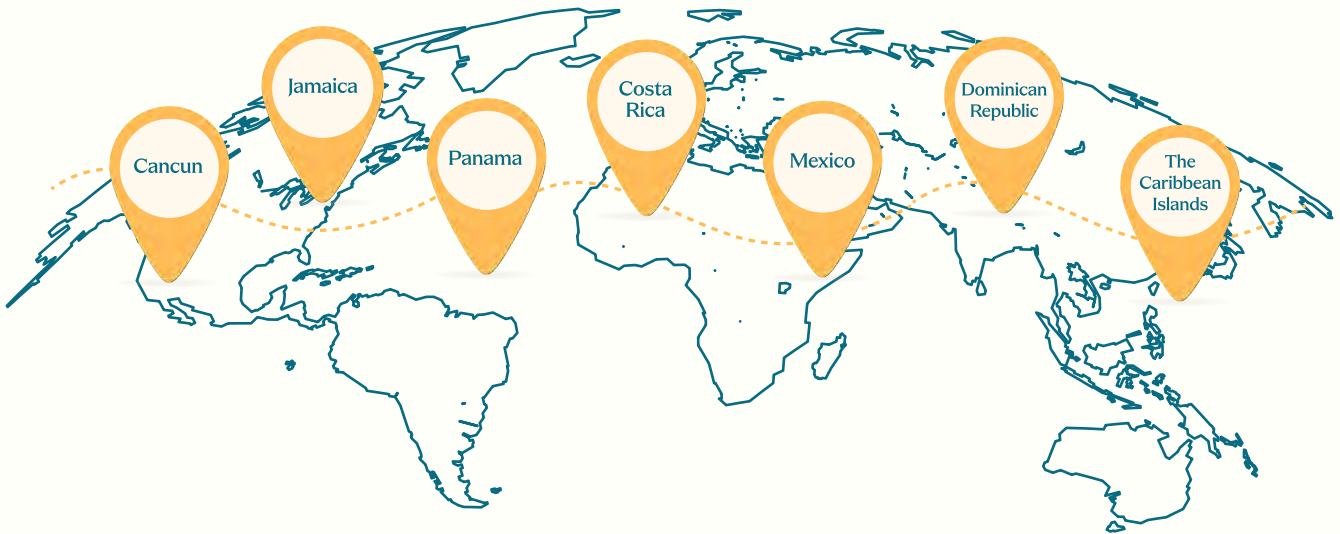 Cancun
Jamaica
Panama
Costa
Rica
Mexico
Dominican
Republic
The
Caribbean
Islands